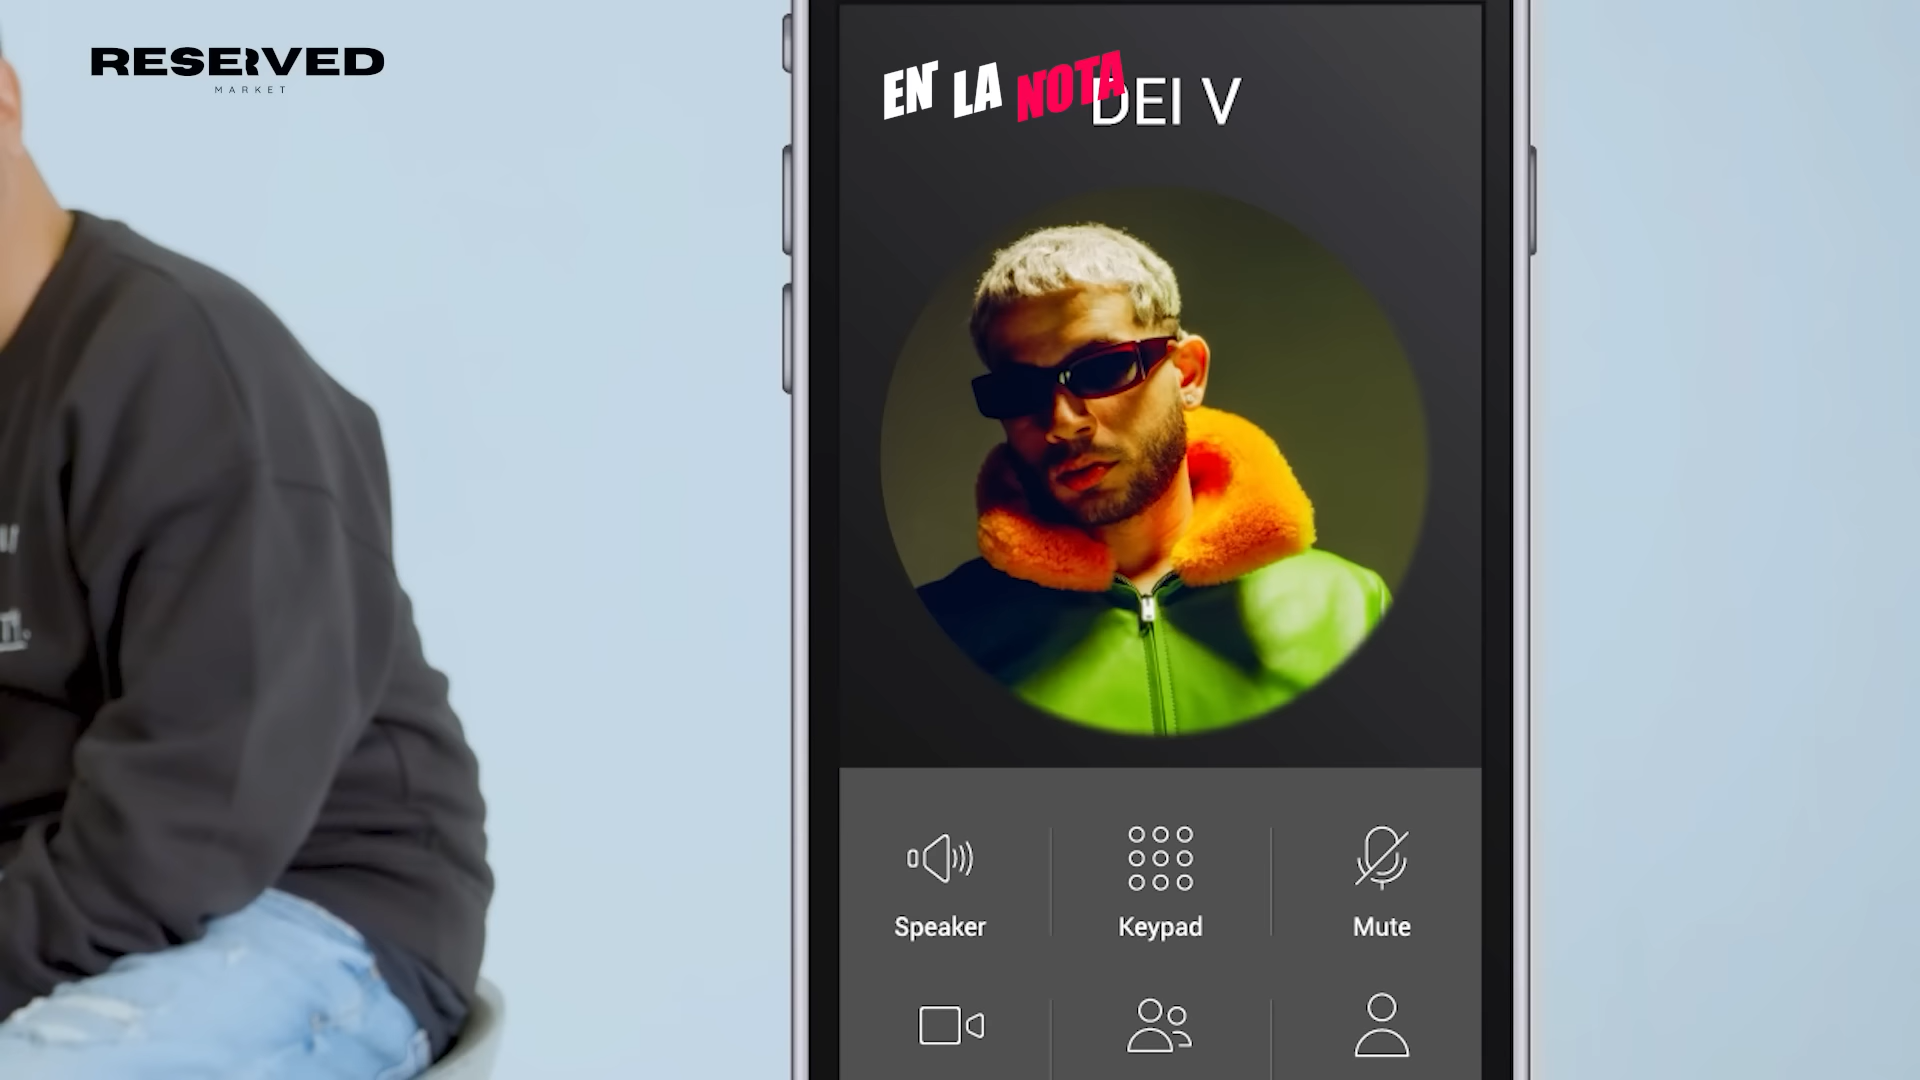 RESERVED
MARKET
EN LA NOTA
DEI V
Speaker
Keypad
Mute